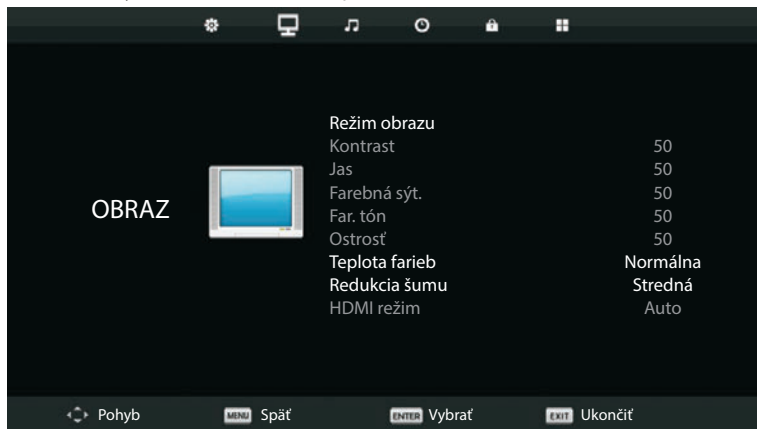 Režim obrazu
Kontrast 50
Jas 50
Farebná sýt. 50
OBRAZ
Far. tón 50
Ostrosť 50
Teplota farieb Normálna
Redukcia šumu Stredná
HDMI režim Auto
Pohyb MENU Späť ENTER Vybrať EXIT Ukončiť